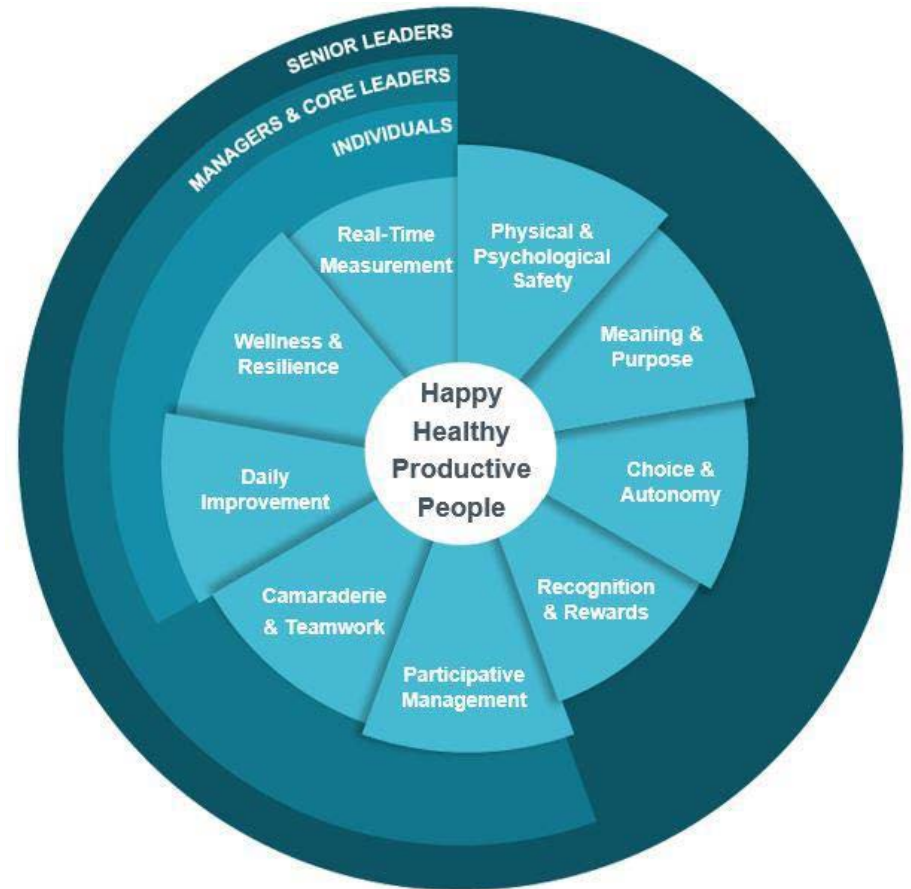 SENIOR LEADERS
MANAGERS & CORE LEADERS
INDIVIDUALS
Real-Time
Measurement
Physical &
Psychological
Safety
Meaning &
Purpose
Choice &
Autonomy
Recognition
& Rewards
Participative
Management
Camaraderie
& Teamwork
Daily
Improvement
Wellness &
Resilience
Happy
Healthy
Productive
People